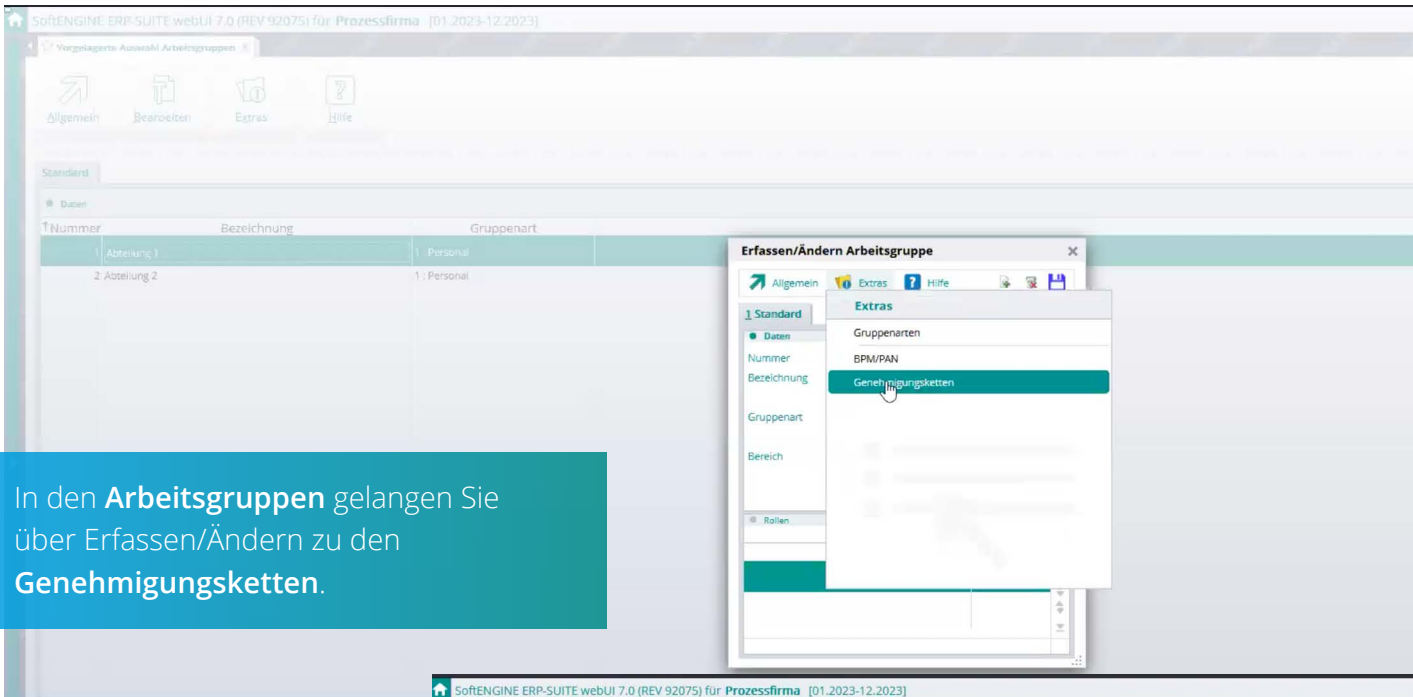 SoftENGINE ERP-SUITE webUI 7.0 (REV 92075) für Prozessfirma [01.2023-12.2023]
Vorgelagerte Auswahl Arbeitsgruppen
Allgemein Bearbeiten Extras Hilfe
Standard
Daten
Nummer Bezeichnung Gruppenart
1 Abteilung 1 1 : Personal
2 Abteilung 2 1 : Personal
Erfassen/Ändern Arbeitsgruppe
Allgemein Extras Hilfe
1 Standard
Daten
Nummer
Bezeichnung
Gruppenart
Bereich
Rollen
Extras
Gruppenarten
BPM/PAN
Genehmigungsketten
In den Arbeitsgruppen gelangen Sie
über Erfassen/Ändern zu den
Genehmigungsketten.
SoftENGINE ERP-SUITE webUI 7.0 (REV 92075) für Prozessfirma [01.2023-12.2023]